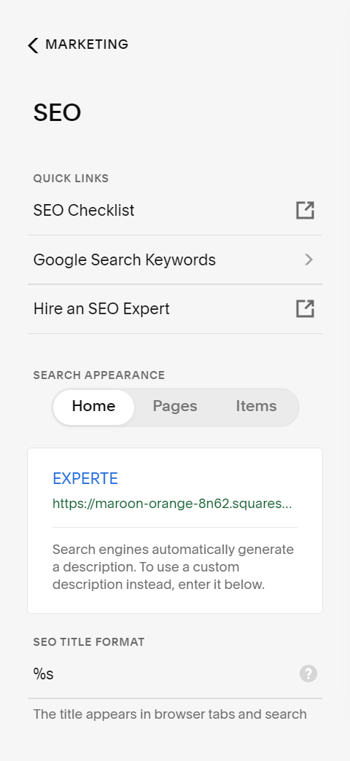 MARKETING
SEO
QUICK LINKS
SEO Checklist
Google Search Keywords
Hire an SEO Expert
SEARCH APPEARANCE
Home Pages Items
EXPERTE
https://maroon-orange-8n62.squares...
Search engines automatically generate
a description. To use a custom
description instead, enter it below.
SEO TITLE FORMAT
%s ?
The title appears in browser tabs and search